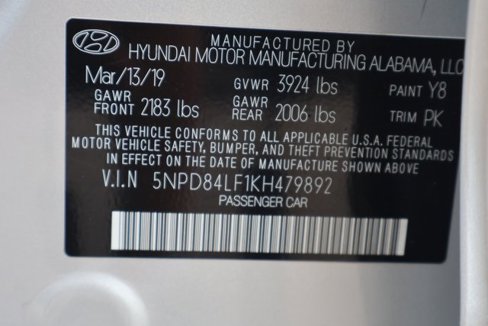 MANUFACTURED BY
HYUNDAI MOTOR MANUFACTURING ALABAMA, LLC
Mar/13/19 GVWR 3924 lbs PAINT Y8
GAWR FRONT 2183 lbs GAWR REAR 2006 lbs TRIM PK
THIS VEHICLE CONFORMS TO ALL APPLICABLE U.S.A. FEDERAL
MOTOR VEHICLE SAFETY, BUMPER, AND THEFT PREVENTION STANDARDS
IN EFFECT ON THE DATE OF MANUFACTURE SHOWN ABOVE.
V.I.N 5NPD84LF1KH479892
PASSENGER CAR